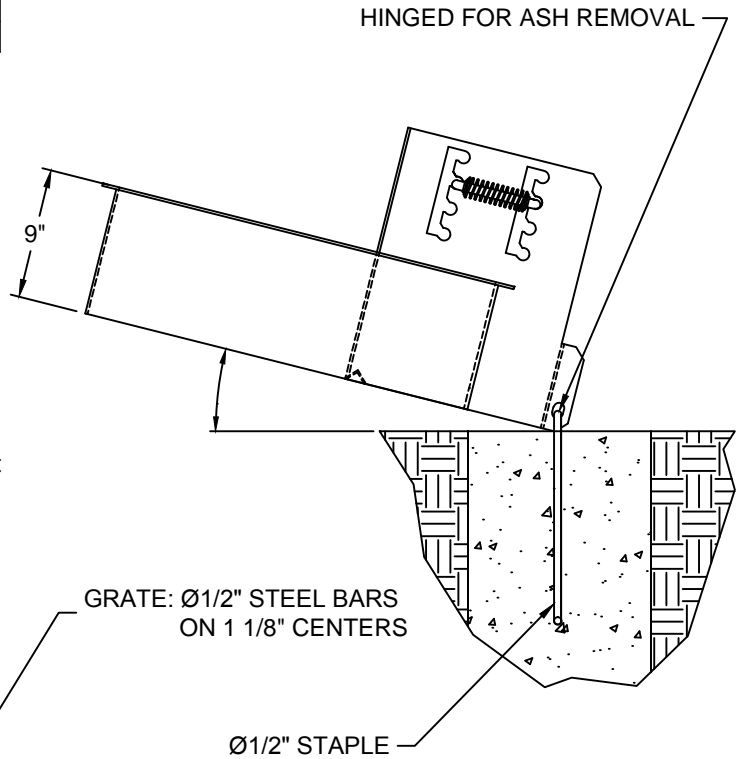 HINGED FOR ASH REMOVAL
9"
GRATE: Ø1/2" STEEL BARS
ON 1 1/8" CENTERS
Ø1/2" STAPLE